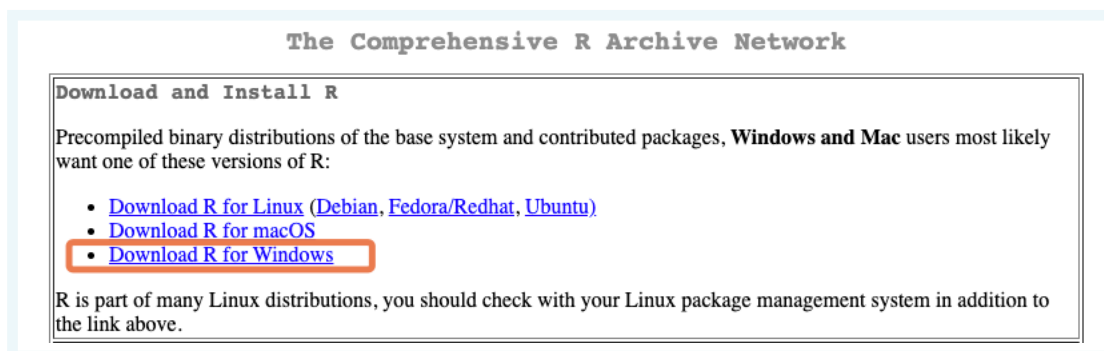 The Comprehensive R Archive Network
Download and Install R
Precompiled binary distributions of the base system and contributed packages, Windows and Mac users most likely
want one of these versions of R:
• Download R for Linux (Debian, Fedora/Redhat, Ubuntu)
• Download R for macOS
• Download R for Windows
R is part of many Linux distributions, you should check with your Linux package management system in addition to
the link above.